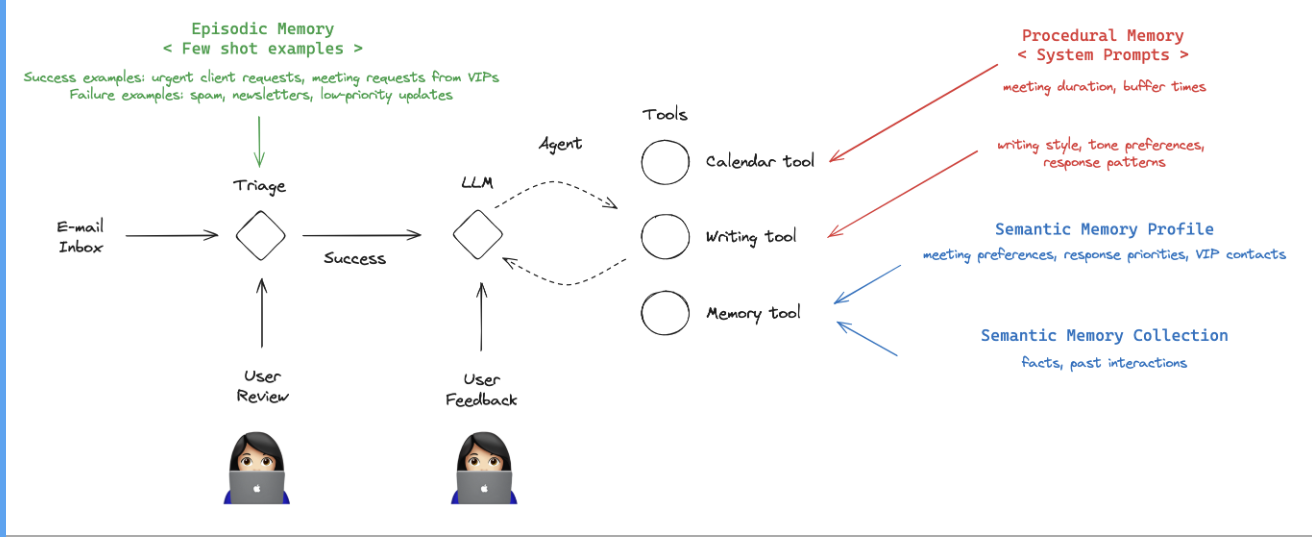 Episodic Memory
< Few shot examples >
Success examples: urgent client requests, meeting requests from VIPs
Failure examples: spam, newsletters, low-priority updates
Procedural Memory
< System Prompts >
meeting duration, buffer times
writing style, tone preferences,
response patterns
Tools
Agent
Calendar tool
Triage
LLM
E-mail
Inbox
Success
Writing tool
Semantic Memory Profile
meeting preferences, response priorities, VIP contacts
Memory tool
Semantic Memory Collection
facts, past interactions
User
Review
User
Feedback